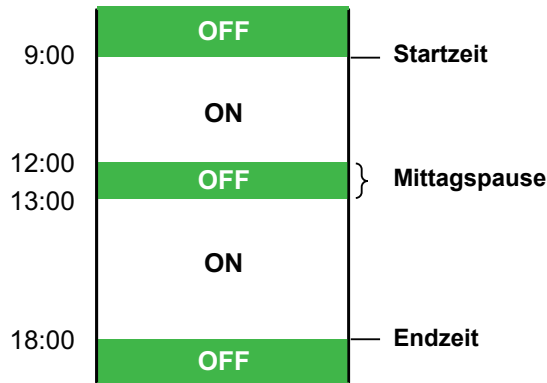 OFF
9:00 Startzeit
ON
12:00
OFF Mittagspause
13:00
ON
18:00 Endzeit
OFF